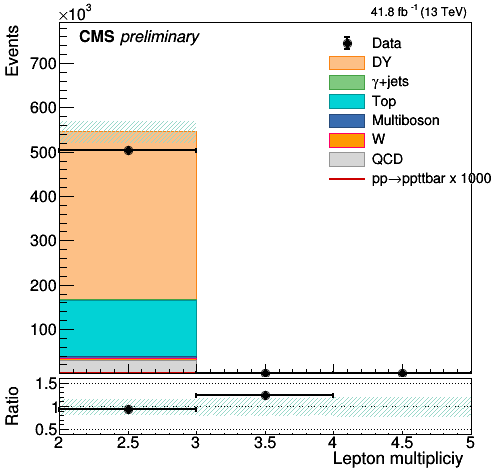 ×10³
41.8 fb⁻¹ (13 TeV)
CMS preliminary
Events
700
600
500
400
300
200
100
Data
DY
γ+jets
Top
Multiboson
W
QCD
pp→ppttbar x 1000
Ratio
1.5
1
0.5
2 2.5 3 3.5 4 4.5 5
Lepton multipliciy